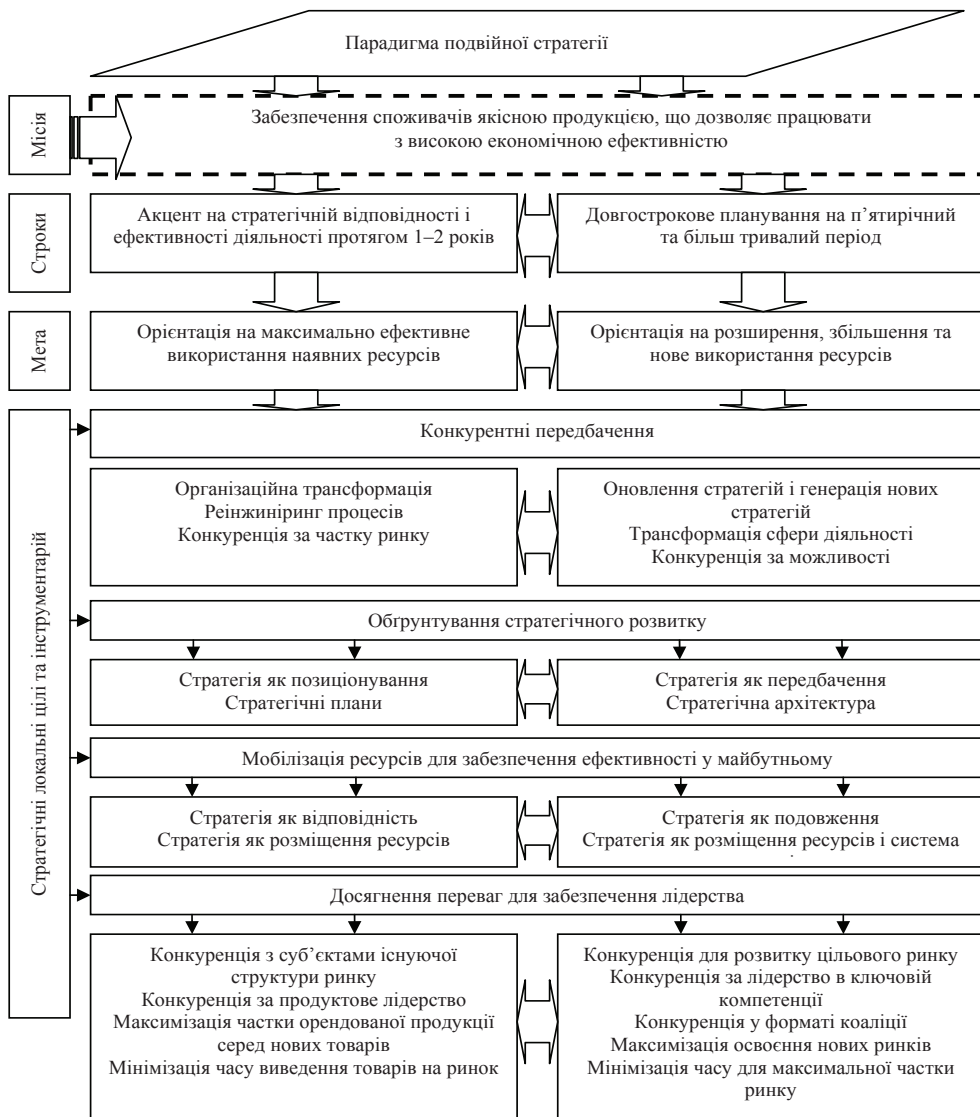 Парадигма подвійної стратегії
Місія
Забезпечення споживачів якісною продукцією, що дозволяє працювати
з високою економічною ефективністю
Строки
Акцент на стратегічній відповідності і
ефективності діяльності протягом 1–2 років
Довгострокове планування на п’ятирічний
та більш тривалий період
Мета
Орієнтація на максимально ефективне
використання наявних ресурсів
Орієнтація на розширення, збільшення та
нове використання ресурсів
Стратегічні локальні цілі та інструментарій
Конкурентні передбачення
Організаційна трансформація
Реінжиніринг процесів
Конкуренція за частку ринку
Оновлення стратегій і генерація нових
стратегій
Трансформація сфери діяльності
Конкуренція за можливості
Обґрунтування стратегічного розвитку
Стратегія як позиціонування
Стратегічні плани
Стратегія як передбачення
Стратегічна архітектура
Мобілізація ресурсів для забезпечення ефективності у майбутньому
Стратегія як відповідність
Стратегія як розміщення ресурсів
Стратегія як подовження
Стратегія як розміщення ресурсів і система
Досягнення переваг для забезпечення лідерства
Конкуренція з суб’єктами існуючої
структури ринку
Конкуренція за продуктове лідерство
Максимізація частки орендованої продукції
серед нових товарів
Мінімізація часу виведення товарів на ринок
Конкуренція для розвитку цільового ринку
Конкуренція за лідерство в ключовій
компетенції
Конкуренція у форматі коаліції
Максимізація освоєння нових ринків
Мінімізація часу для максимальної частки
ринку